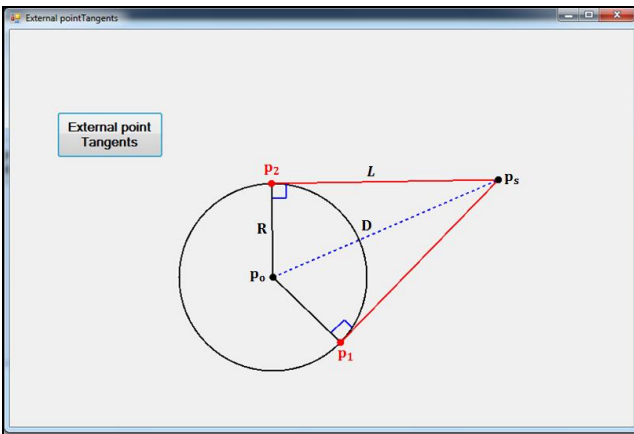 External pointTangents
External point
Tangents
p₂
L
pₛ
R
D
pₒ
p₁